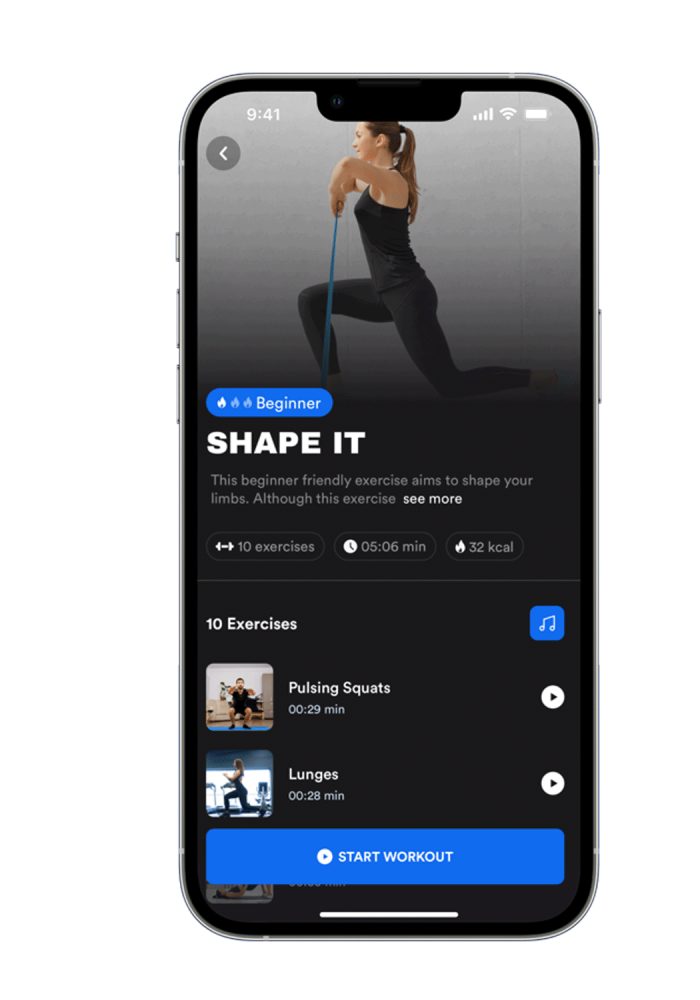 9:41
Beginner
SHAPE IT
This beginner friendly exercise aims to shape your
limbs. Although this exercise see more
10 exercises
05:06 min
32 kcal
10 Exercises
Pulsing Squats
00:29 min
Lunges
00:28 min
START WORKOUT